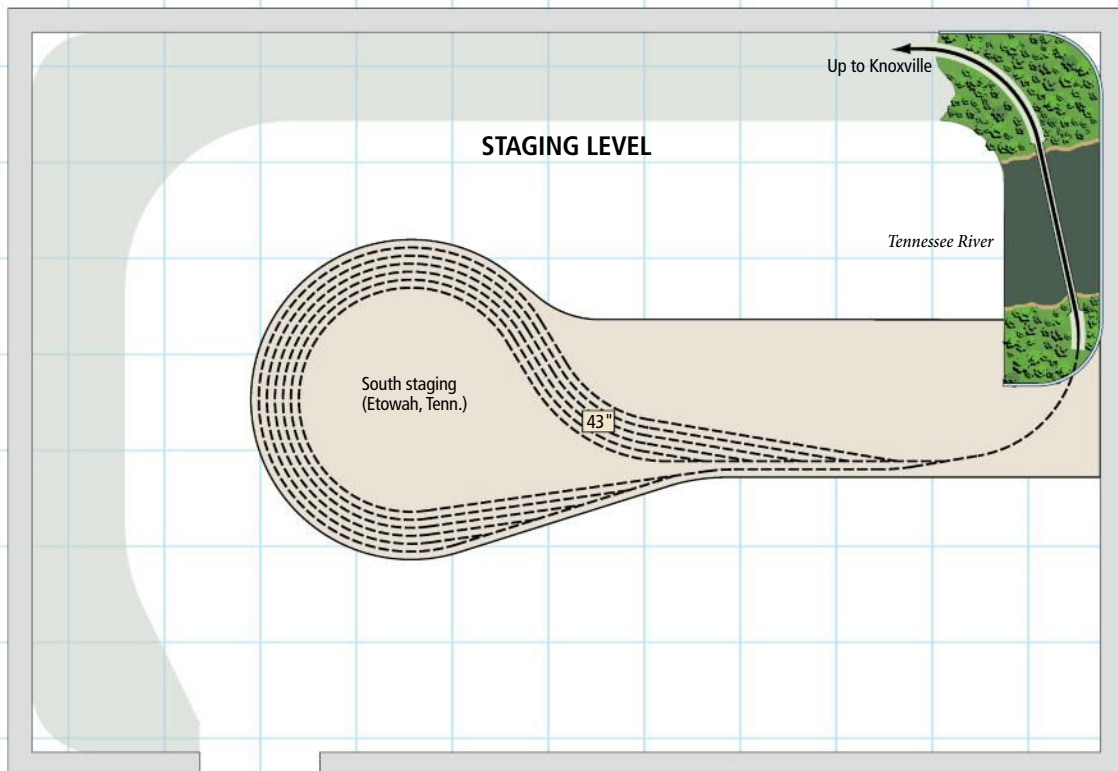 Up to Knoxville
STAGING LEVEL
Tennessee River
South staging
(Etowah, Tenn.)
43"